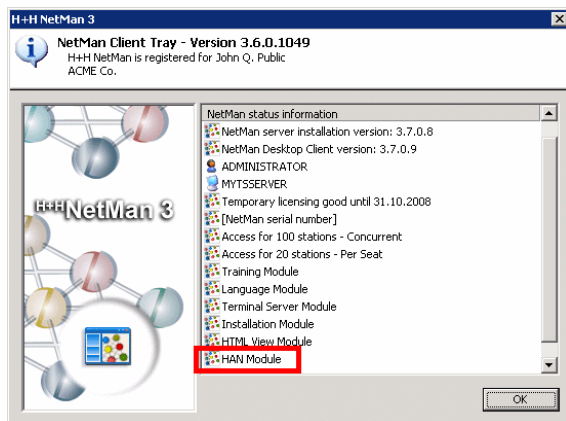 H+H NetMan 3
NetMan Client Tray - Version 3.6.0.1049
H+H NetMan is registered for John Q. Public
ACME Co.
H+H NetMan 3
NetMan status information
NetMan server installation version: 3.7.0.8
NetMan Desktop Client version: 3.7.0.9
ADMINISTRATOR
MYTSSERVER
Temporary licensing good until 31.10.2008
[NetMan serial number]
Access for 100 stations - Concurrent
Access for 20 stations - Per Seat
Training Module
Language Module
Terminal Server Module
Installation Module
HTML View Module
HAN Module
OK